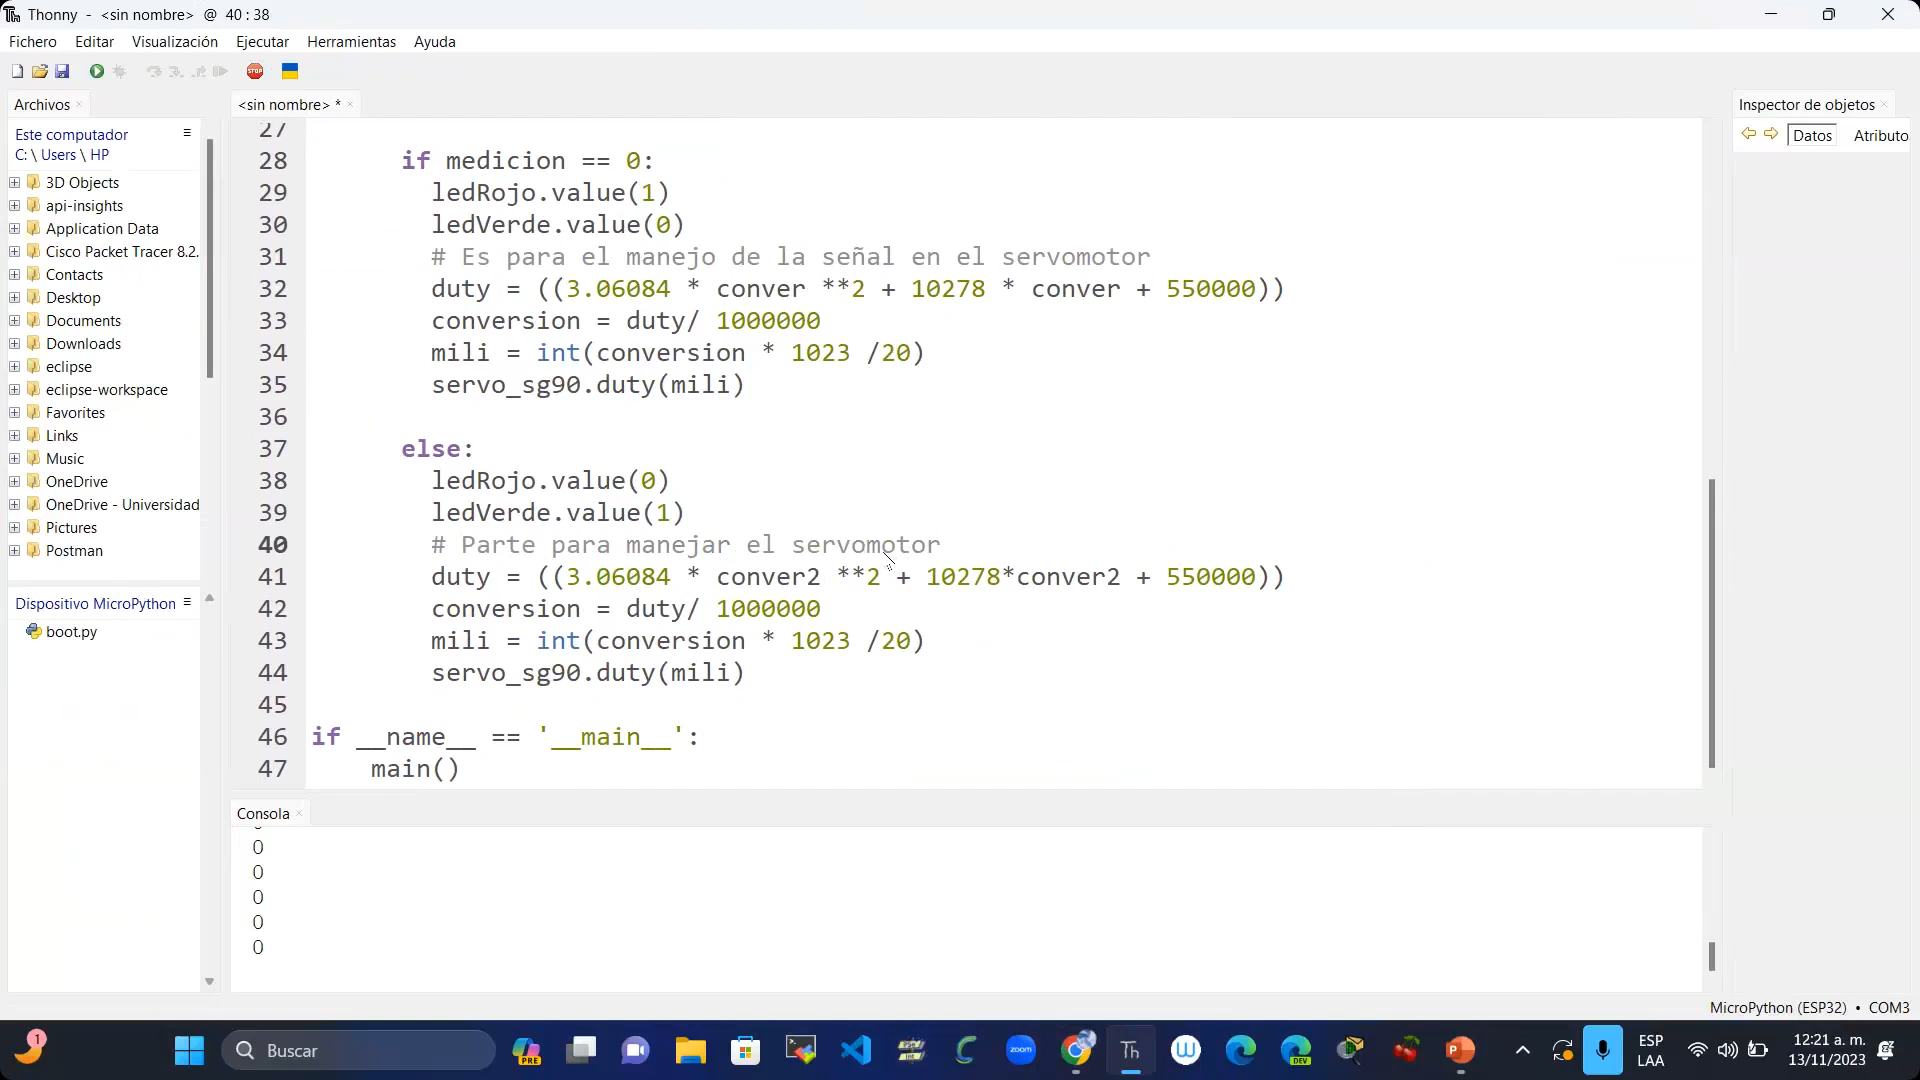 Thonny - <sin nombre> @ 40 : 38
Fichero Editar Visualización Ejecutar Herramientas Ayuda
STOP
Archivos
Este computador
C: \ Users \ HP
3D Objects
api-insights
Application Data
Cisco Packet Tracer 8.2.
Contacts
Desktop
Documents
Downloads
eclipse
eclipse-workspace
Favorites
Links
Music
OneDrive
OneDrive - Universidad
Pictures
Postman
Dispositivo MicroPython
boot.py
<sin nombre> *
27
28 if medicion == 0:
29 ledRojo.value(1)
30 ledVerde.value(0)
31 # Es para el manejo de la señal en el servomotor
32 duty = ((3.06084 * conver **2 + 10278 * conver + 550000))
33 conversion = duty/ 1000000
34 mili = int(conversion * 1023 /20)
35 servo_sg90.duty(mili)
36
37 else:
38 ledRojo.value(0)
39 ledVerde.value(1)
40 # Parte para manejar el servomotor
41 duty = ((3.06084 * conver2 **2 + 10278*conver2 + 550000))
42 conversion = duty/ 1000000
43 mili = int(conversion * 1023 /20)
44 servo_sg90.duty(mili)
45
46 if __name__ == '__main__':
47 main()
Consola
0
0
0
0
0
Inspector de objetos
Datos Atributo
MicroPython (ESP32) • COM3
1
Buscar
PRE
zoom
Th
DEV
ESP
LAA
12:21 a. m.
13/11/2023